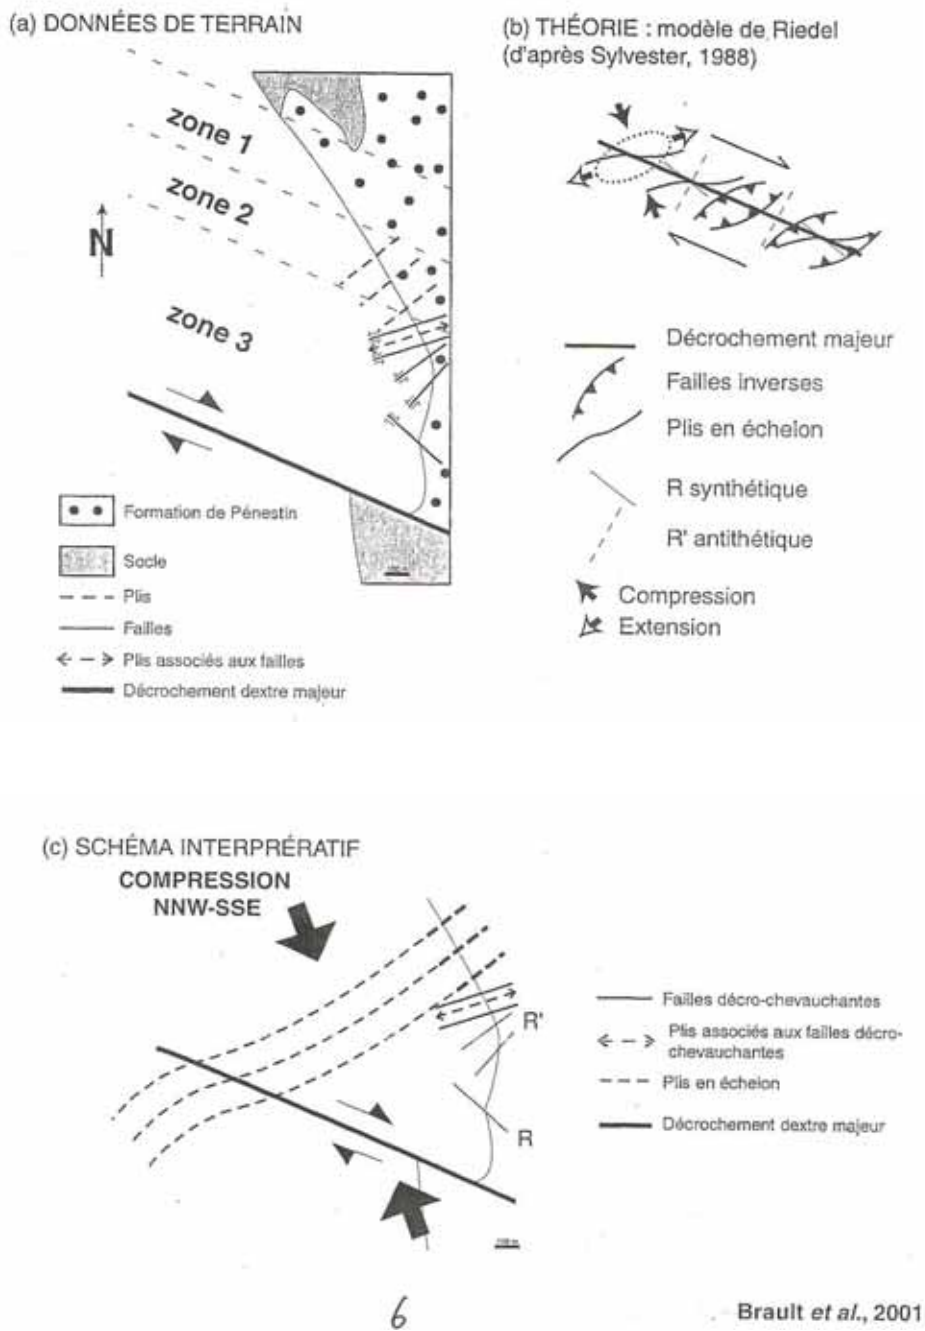 (a) DONNÉES DE TERRAIN
zone 1
zone 2
N
zone 3
Formation de Pénestin
Socle
Plis
Failles
Plis associés aux failles
Décrochement dextre majeur
(b) THÉORIE : modèle de Riedel
(d'après Sylvester, 1988)
Décrochement majeur
Failles inverses
Plis en échelon
R synthétique
R' antithétique
Compression
Extension
(c) SCHÉMA INTERPRÉRATIF
COMPRESSION
NNW-SSE
R'
R
Failles décro-chevauchantes
Plis associés aux failles décro-
chevauchantes
Plis en échelon
Décrochement dextre majeur
6
Brault et al., 2001